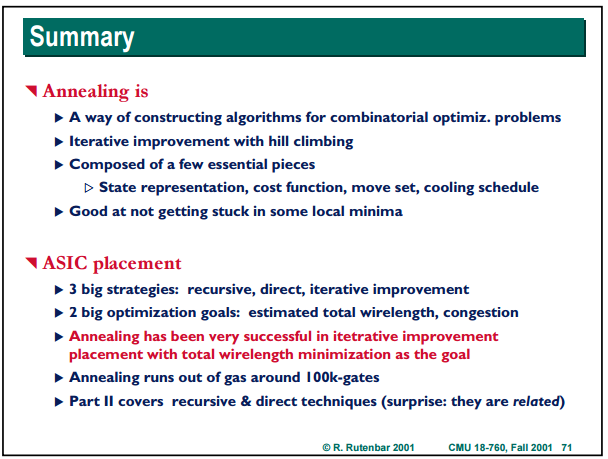 Summary
Annealing is
A way of constructing algorithms for combinatorial optimiz. problems
Iterative improvement with hill climbing
Composed of a few essential pieces
State representation, cost function, move set, cooling schedule
Good at not getting stuck in some local minima
ASIC placement
3 big strategies: recursive, direct, iterative improvement
2 big optimization goals: estimated total wirelength, congestion
Annealing has been very successful in itetrative improvement
placement with total wirelength minimization as the goal
Annealing runs out of gas around 100k-gates
Part II covers recursive & direct techniques (surprise: they are related)
© R. Rutenbar 2001 CMU 18-760, Fall 2001 71